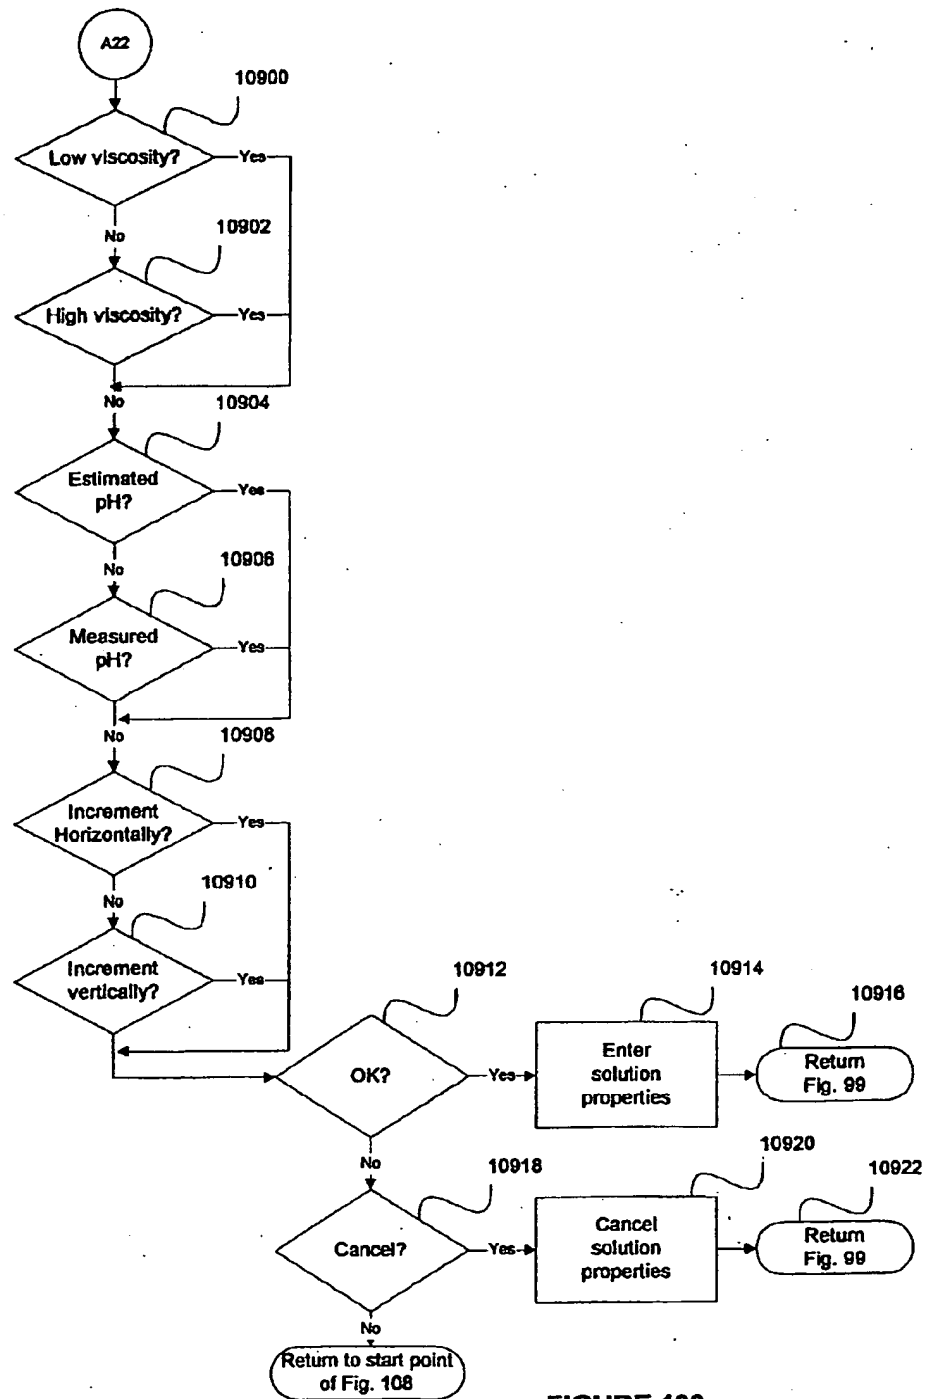 A22
10900
Low viscosity?
Yes
No
10902
High viscosity?
Yes
No
10904
Estimated
pH?
Yes
No
10906
Measured
pH?
Yes
No
10908
Increment
Horizontally?
Yes
No
10910
Increment
vertically?
Yes
10912
OK?
Yes
10914
Enter
solution
properties
10916
Return
Fig. 99
No
10918
Cancel?
Yes
10920
Cancel
solution
properties
10922
Return
Fig. 99
No
Return to start point
of Fig. 108